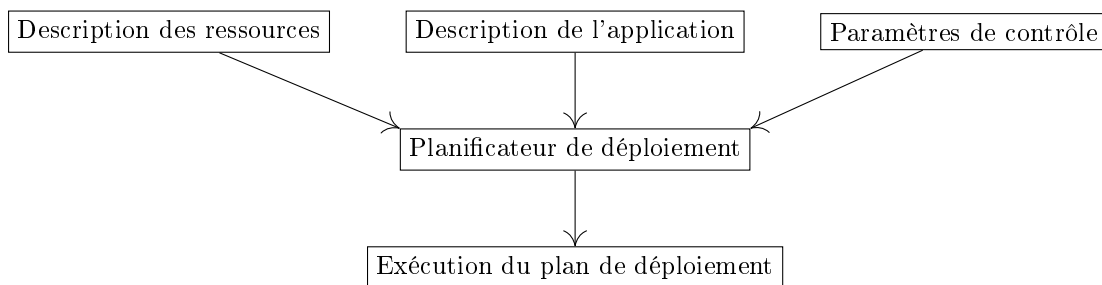 Description des ressources
Description de l'application
Paramètres de contrôle
Planificateur de déploiement
Exécution du plan de déploiement